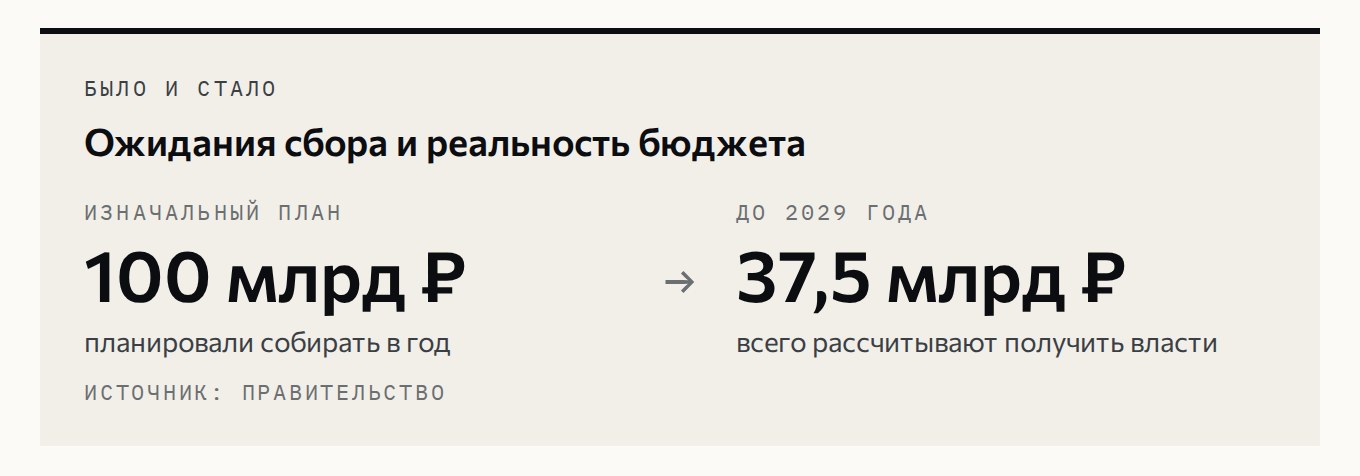 БЫЛО И СТАЛО
Ожидания сбора и реальность бюджета
ИЗНАЧАЛЬНЫЙ ПЛАН
100 млрд ₽
планировали собирать в год
→
ДО 2029 ГОДА
37,5 млрд ₽
всего рассчитывают получить власти
ИСТОЧНИК: ПРАВИТЕЛЬСТВО